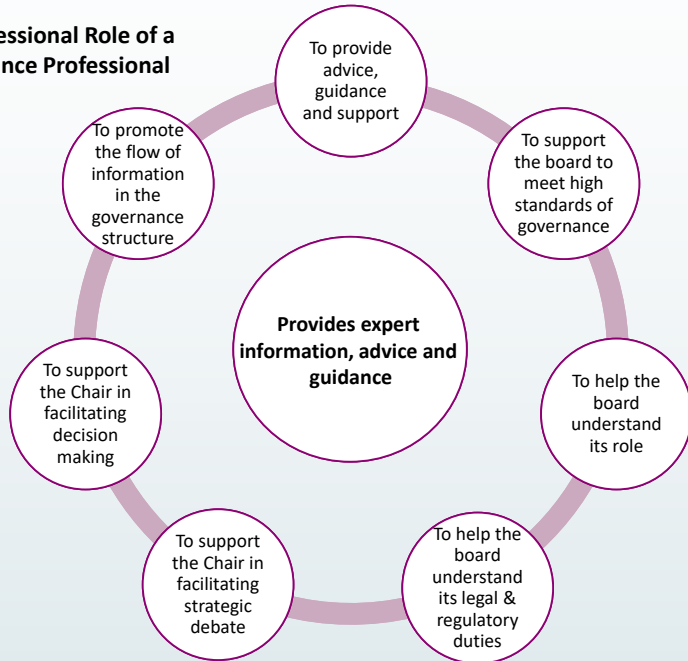 essional Role of a
nce Professional
To provide
advice,
guidance
and support
To support
the board to
meet high
standards of
governance
To help the
board
understand
its role
To help the
board
understand
its legal &
regulatory
duties
To support
the Chair in
facilitating
strategic
debate
To support
the Chair in
facilitating
decision
making
To promote
the flow of
information
in the
governance
structure
Provides expert
information, advice and
guidance